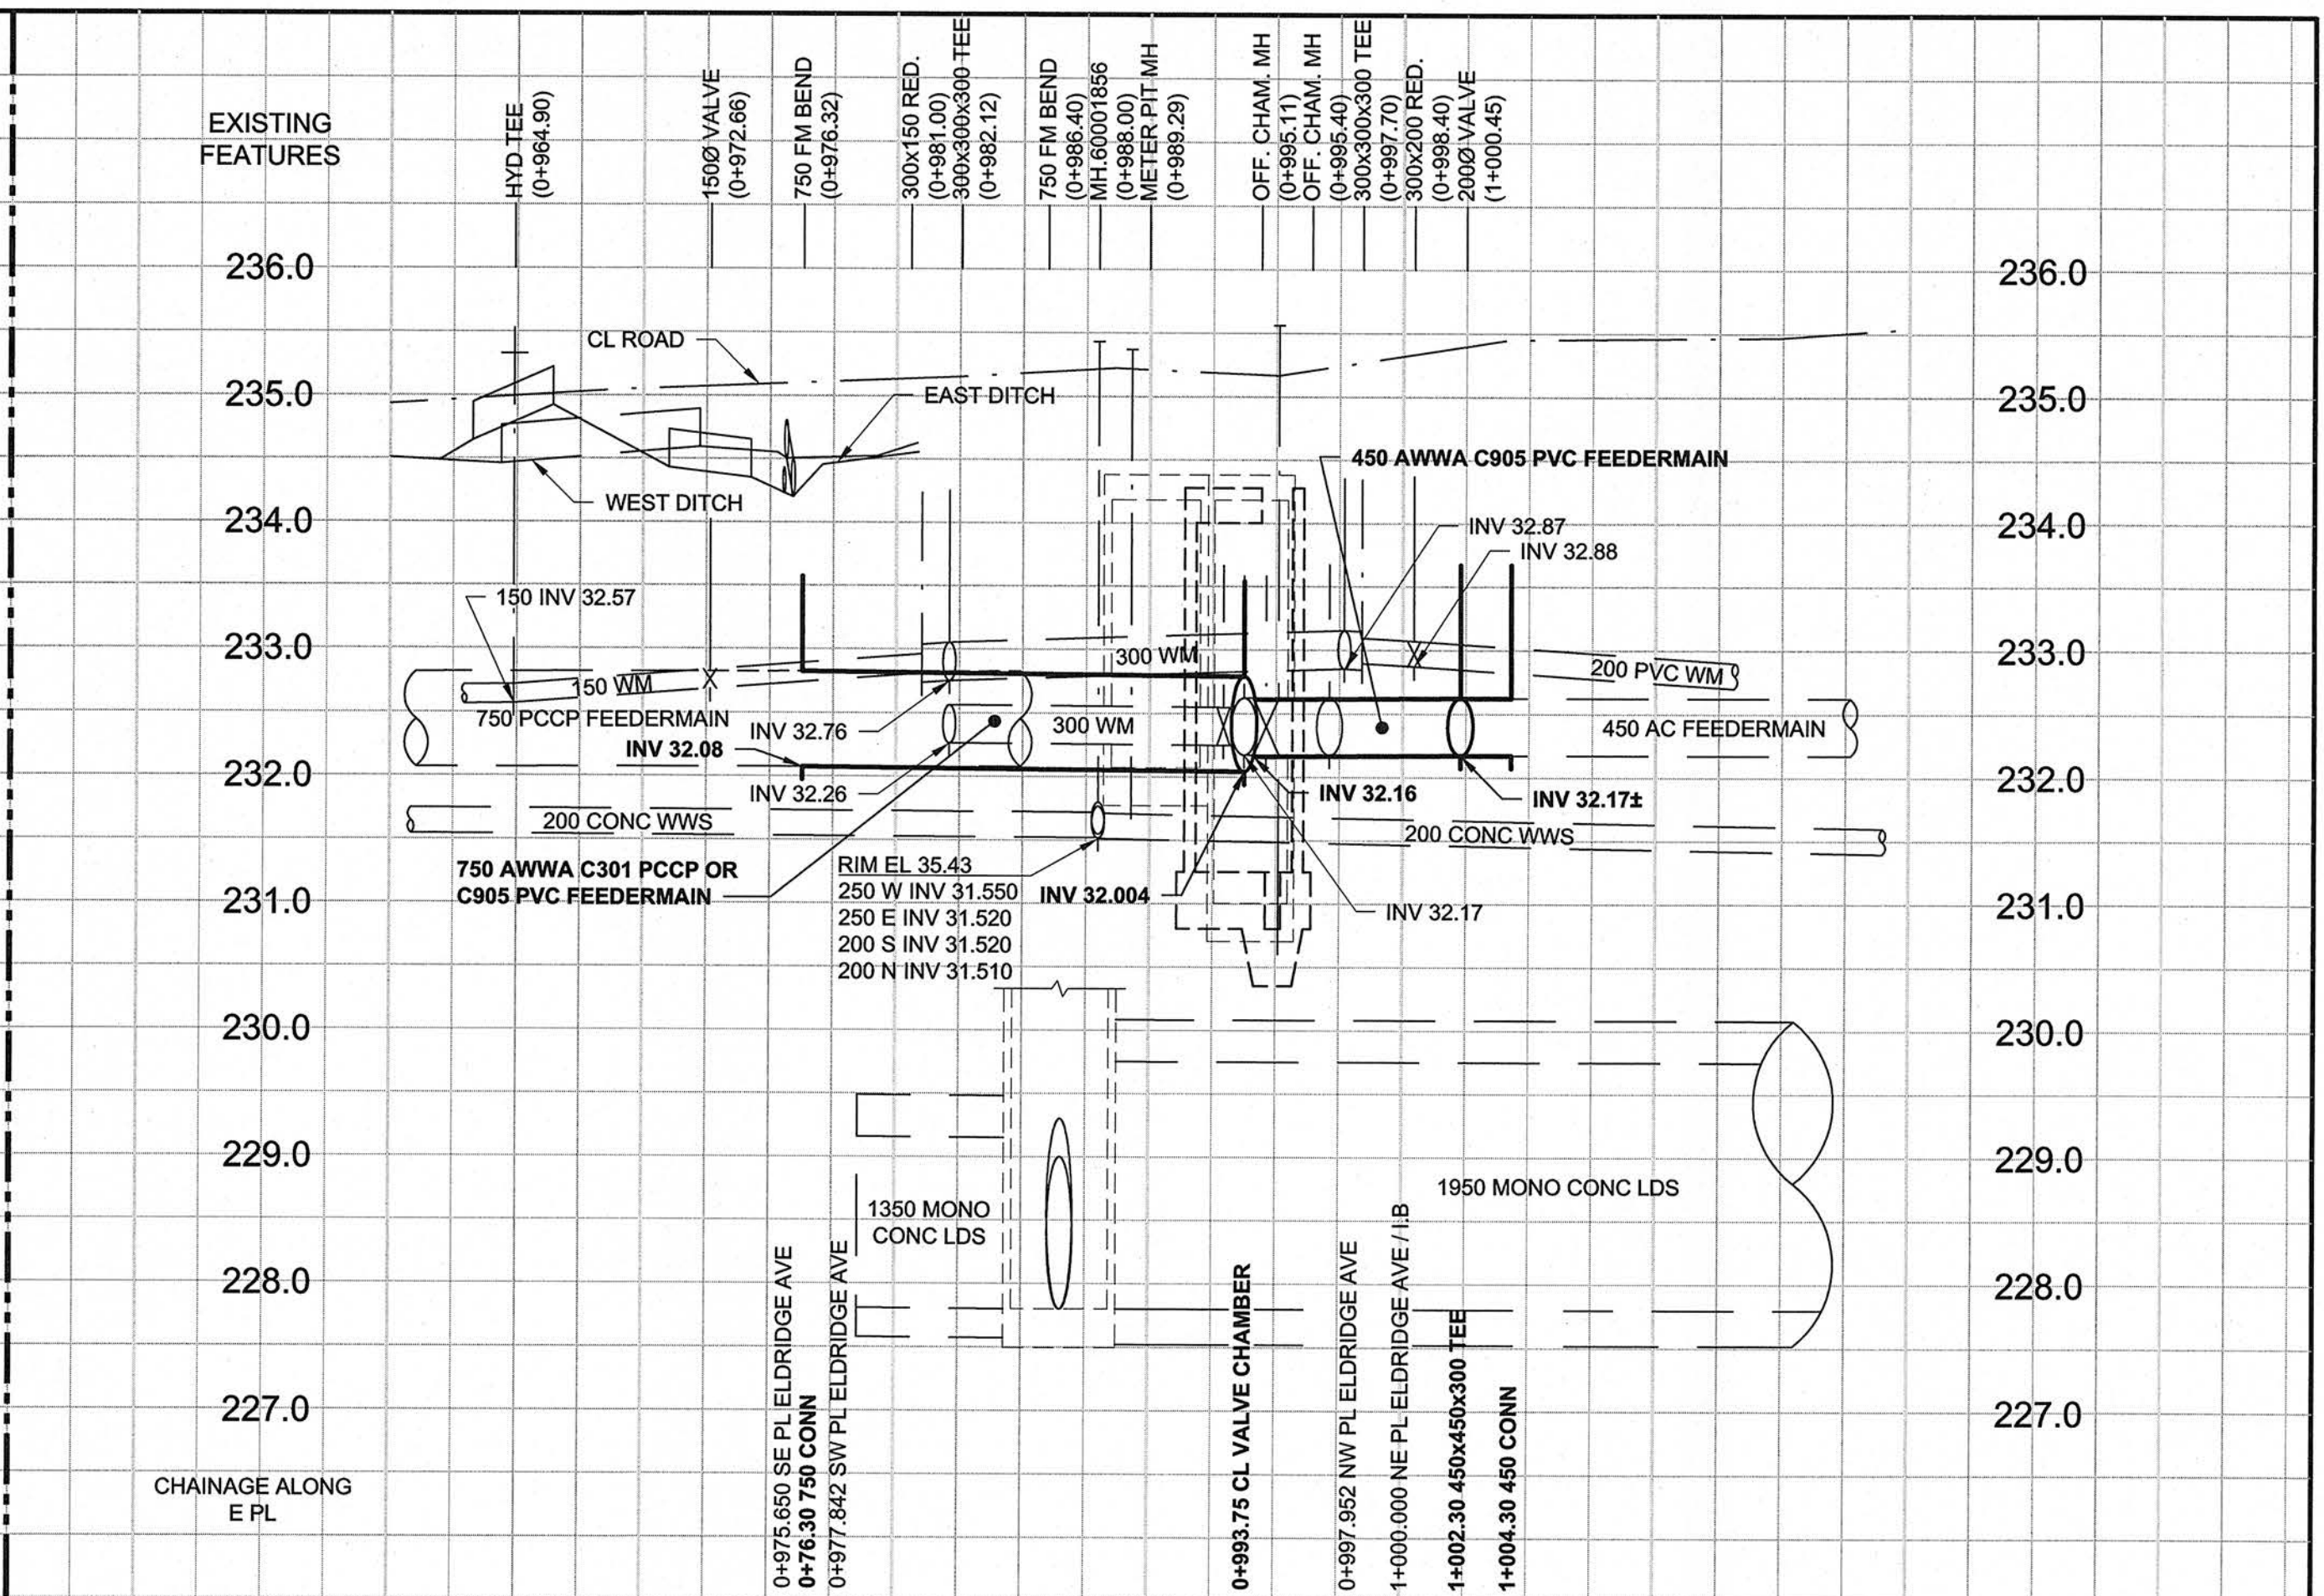 EXISTING
FEATURES
HYD TEE
(0+964.90)
150Ø VALVE
(0+972.66)
750 FM BEND
(0+976.32)
300x150 RED.
(0+981.00)
300x300x300 TEE
(0+982.12)
750 FM BEND
(0+986.40)
MH.60001856
(0+988.00)
METER PIT MH
(0+989.29)
OFF. CHAM. MH
(0+995.11)
OFF. CHAM. MH
(0+995.40)
300x300x300 TEE
(0+997.70)
300x200 RED.
(0+998.40)
200Ø VALVE
(1+000.45)
236.0
236.0
CL ROAD
235.0
EAST DITCH
235.0
450 AWWA C905 PVC FEEDERMAIN
WEST DITCH
234.0
INV 32.87
234.0
INV 32.88
150 INV 32.57
233.0
300 WM
233.0
200 PVC WM
150 WM
750 PCCP FEEDERMAIN
INV 32.76
300 WM
450 AC FEEDERMAIN
INV 32.08
232.0
232.0
INV 32.26
INV 32.16
INV 32.17±
200 CONC WWS
200 CONC WWS
750 AWWA C301 PCCP OR
C905 PVC FEEDERMAIN
RIM EL 35.43
250 W INV 31.550
250 E INV 31.520
200 S INV 31.520
200 N INV 31.510
INV 32.004
INV 32.17
231.0
231.0
230.0
230.0
229.0
229.0
1350 MONO
CONC LDS
1950 MONO CONC LDS
228.0
228.0
227.0
227.0
CHAINAGE ALONG
E PL
0+975.650 SE PL ELDRIDGE AVE
0+76.30 750 CONN
0+977.842 SW PL ELDRIDGE AVE
0+993.75 CL VALVE CHAMBER
0+997.952 NW PL ELDRIDGE AVE
1+000.000 NE PL ELDRIDGE AVE / I.B
1+002.30 450x450x300 TEE
1+004.30 450 CONN